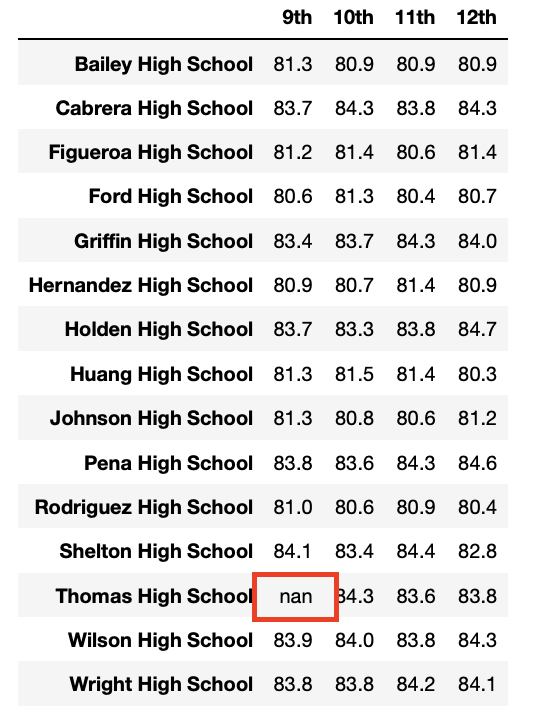 9th 10th 11th 12th
Bailey High School 81.3 80.9 80.9 80.9
Cabrera High School 83.7 84.3 83.8 84.3
Figueroa High School 81.2 81.4 80.6 81.4
Ford High School 80.6 81.3 80.4 80.7
Griffin High School 83.4 83.7 84.3 84.0
Hernandez High School 80.9 80.7 81.4 80.9
Holden High School 83.7 83.3 83.8 84.7
Huang High School 81.3 81.5 81.4 80.3
Johnson High School 81.3 80.8 80.6 81.2
Pena High School 83.8 83.6 84.3 84.6
Rodriguez High School 81.0 80.6 80.9 80.4
Shelton High School 84.1 83.4 84.4 82.8
Thomas High School nan 84.3 83.6 83.8
Wilson High School 83.9 84.0 83.8 84.3
Wright High School 83.8 83.8 84.2 84.1